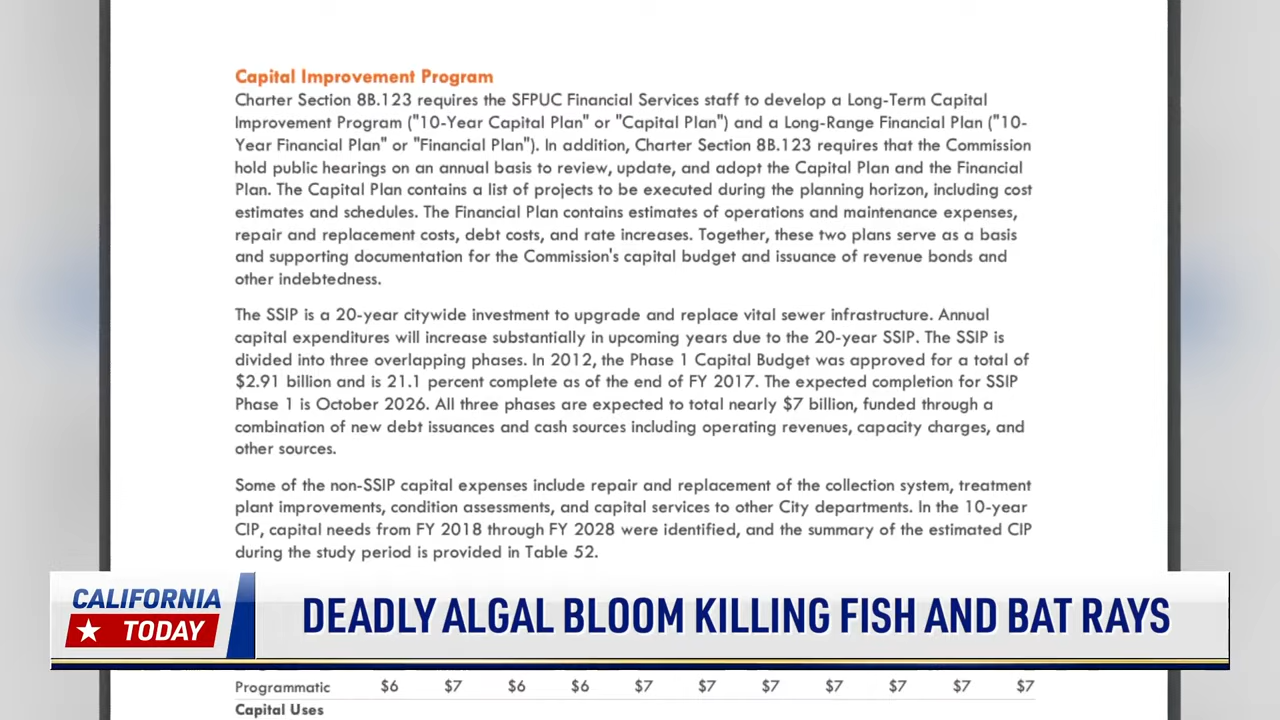 Capital Improvement Program
Charter Section 8B.123 requires the SFPUC Financial Services staff to develop a Long-Term Capital
Improvement Program ("10-Year Capital Plan" or "Capital Plan") and a Long-Range Financial Plan ("10-
Year Financial Plan" or "Financial Plan"). In addition, Charter Section 8B.123 requires that the Commission
hold public hearings on an annual basis to review, update, and adopt the Capital Plan and the Financial
Plan. The Capital Plan contains a list of projects to be executed during the planning horizon, including cost
estimates and schedules. The Financial Plan contains estimates of operations and maintenance expenses,
repair and replacement costs, debt costs, and rate increases. Together, these two plans serve as a basis
and supporting documentation for the Commission's capital budget and issuance of revenue bonds and
other indebtedness.
The SSIP is a 20-year citywide investment to upgrade and replace vital sewer infrastructure. Annual
capital expenditures will increase substantially in upcoming years due to the 20-year SSIP. The SSIP is
divided into three overlapping phases. In 2012, the Phase 1 Capital Budget was approved for a total of
$2.91 billion and is 21.1 percent complete as of the end of FY 2017. The expected completion for SSIP
Phase 1 is October 2026. All three phases are expected to total nearly $7 billion, funded through a
combination of new debt issuances and cash sources including operating revenues, capacity charges, and
other sources.
Some of the non-SSIP capital expenses include repair and replacement of the collection system, treatment
plant improvements, condition assessments, and capital services to other City departments. In the 10-year
CIP, capital needs from FY 2018 through FY 2028 were identified, and the summary of the estimated CIP
during the study period is provided in Table 52.
CALIFORNIA
TODAY
DEADLY ALGAL BLOOM KILLING FISH AND BAT RAYS
Programmatic $6 $7 $6 $6 $7 $7 $7 $7 $7 $7 $7
Capital Uses